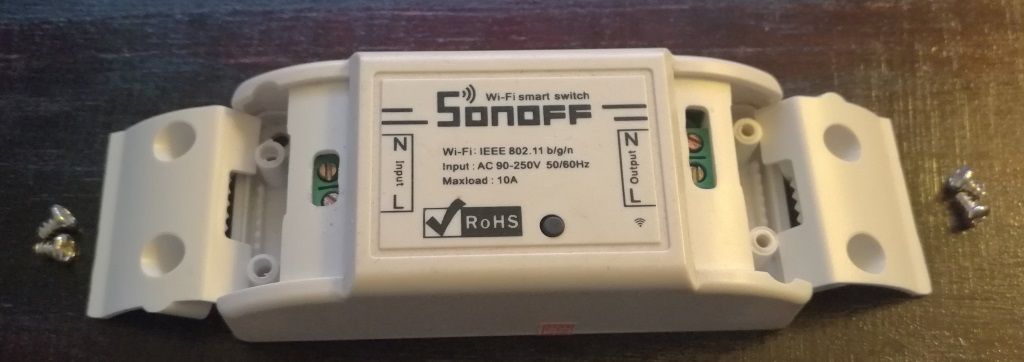 Wi-Fi smart switch
SONOFF
N Input L
Wi-Fi: IEEE 802.11 b/g/n
Input : AC 90-250V 50/60Hz
Maxload : 10A
N Output L
RoHS